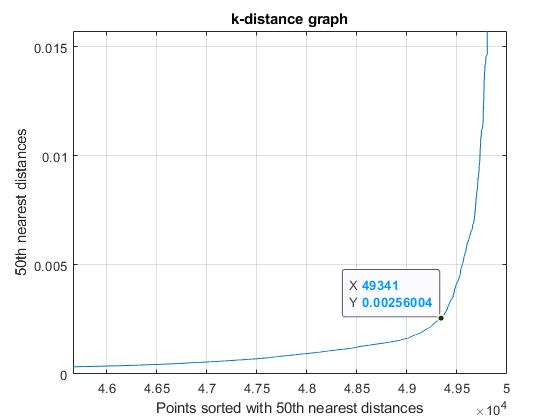 k-distance graph
0.015
0.01
0.005
0
50th nearest distances
X 49341
Y 0.00256004
4.6 4.65 4.7 4.75 4.8 4.85 4.9 4.95 5
Points sorted with 50th nearest distances
×10⁴